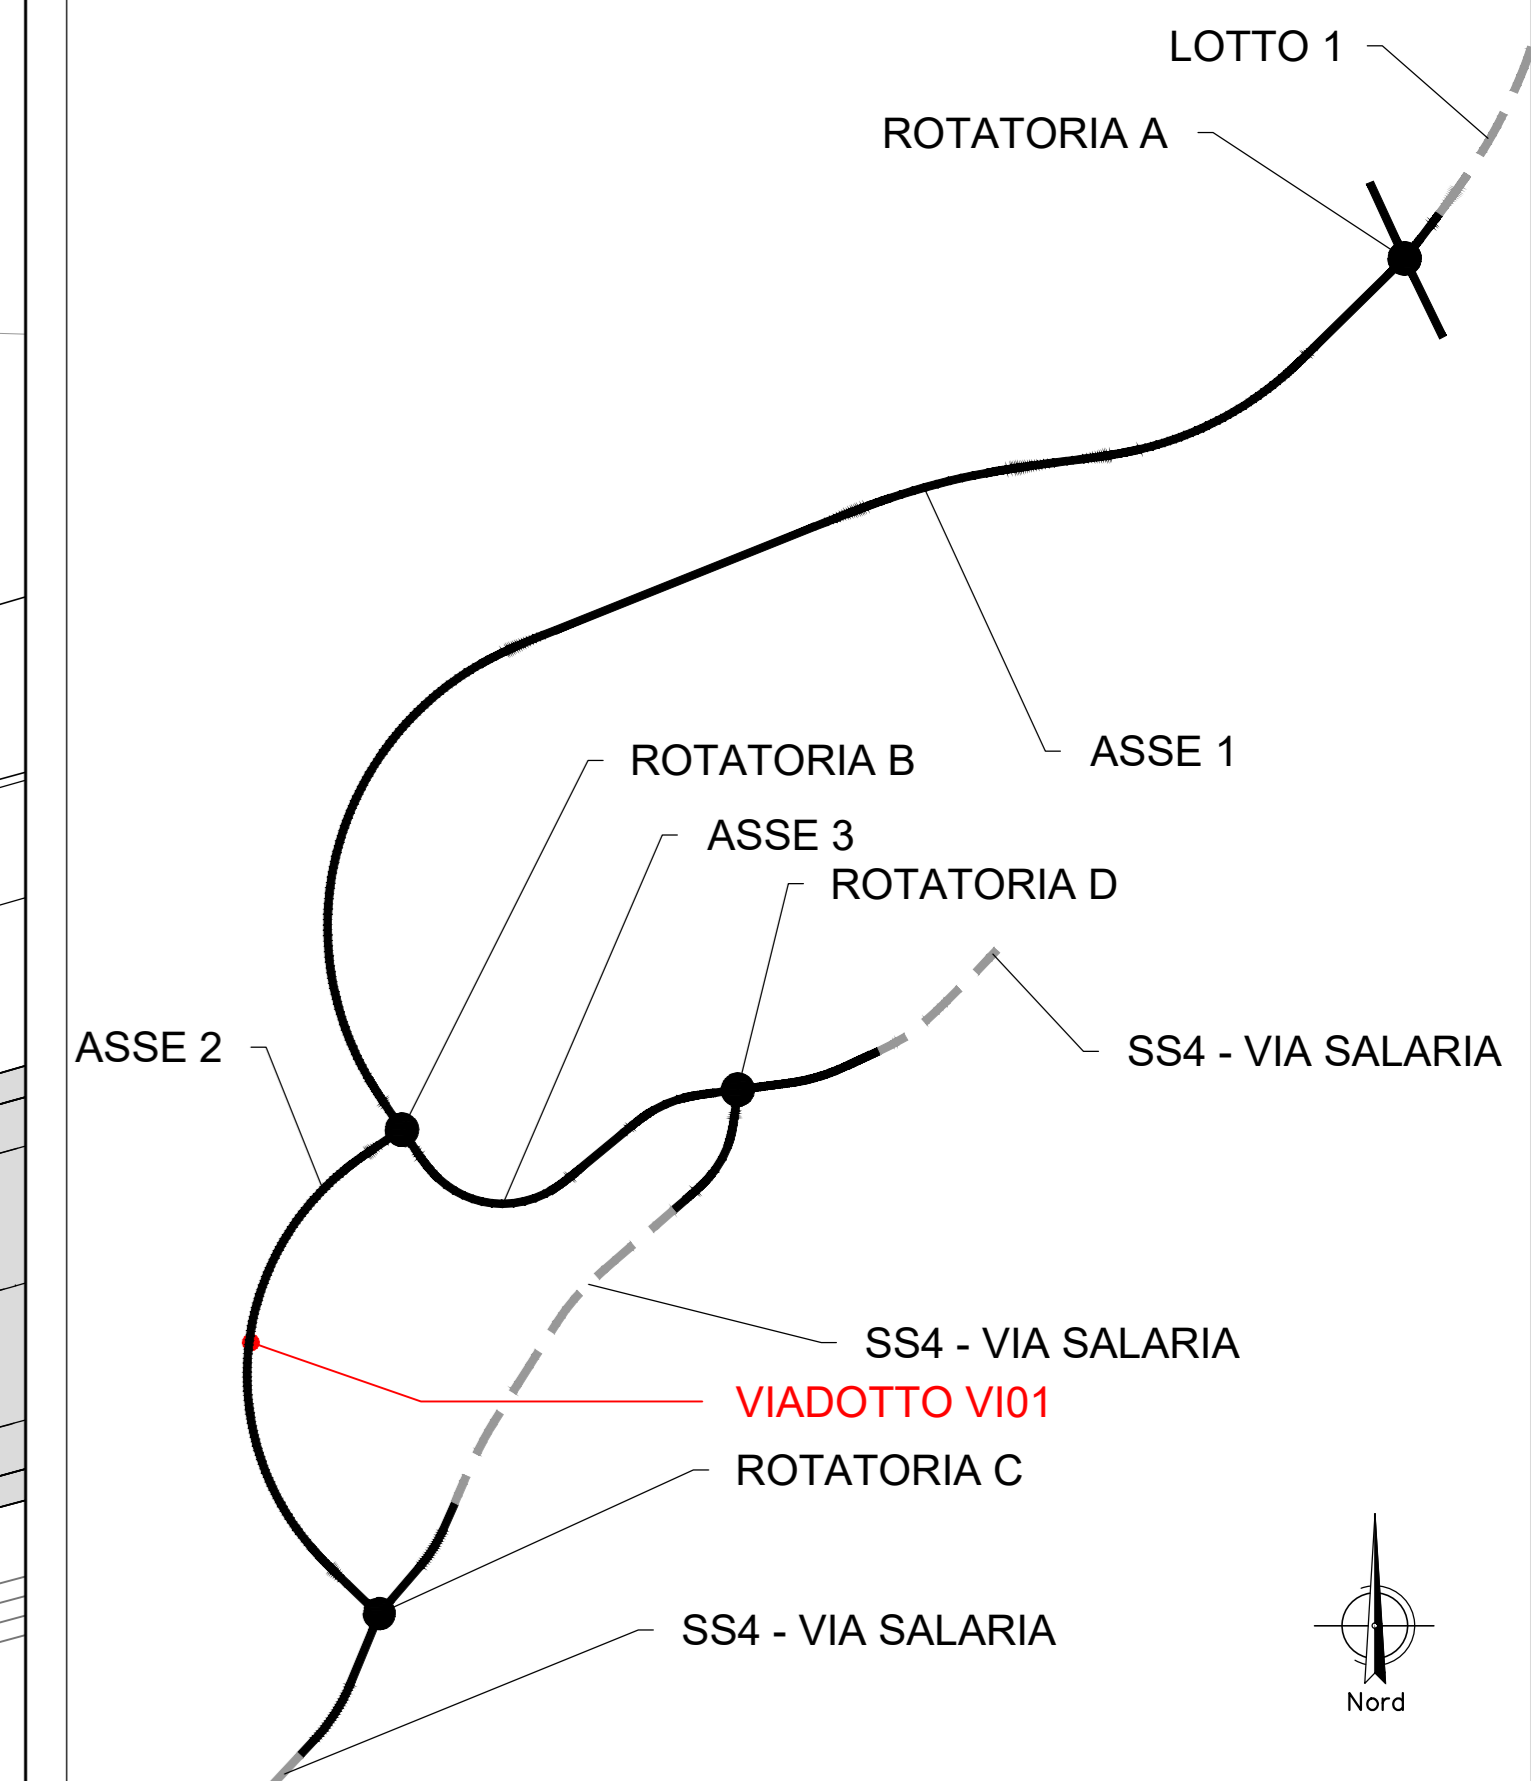 LOTTO 1
ROTATORIA A
ROTATORIA B
ASSE 1
ASSE 3
ROTATORIA D
ASSE 2
SS4 - VIA SALARIA
SS4 - VIA SALARIA
VIADOTTO VI01
ROTATORIA C
SS4 - VIA SALARIA
Nord